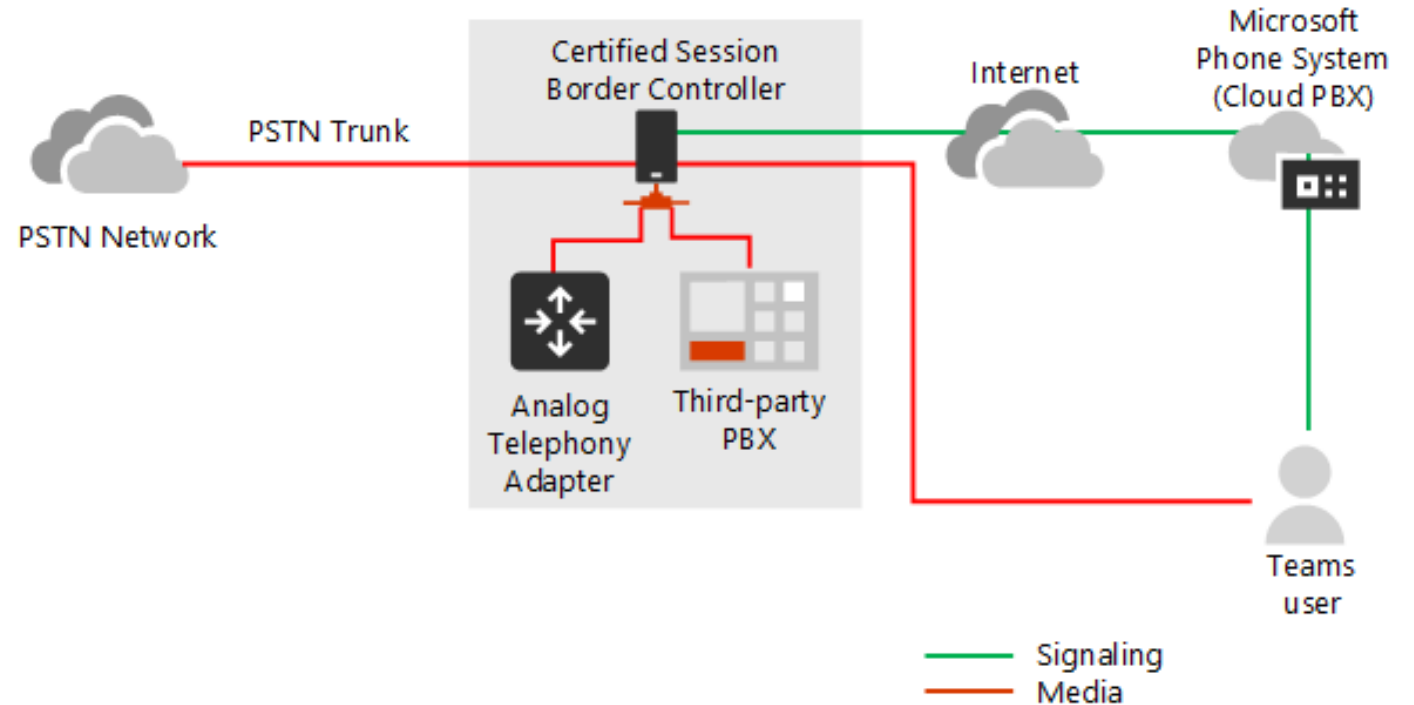 Certified Session
Border Controller
Internet
Microsoft
Phone System
(Cloud PBX)
PSTN Trunk
PSTN Network
Analog
Telephony
Adapter
Third-party
PBX
Teams
user
Signaling
Media